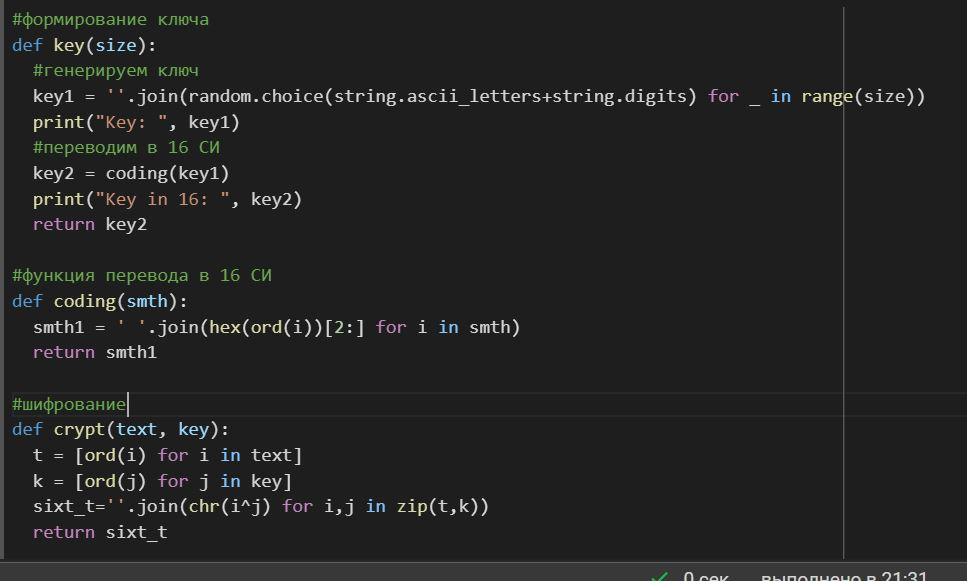 #формирование ключа
def key(size):
  #генерируем ключ
  key1 = ''.join(random.choice(string.ascii_letters+string.digits) for _ in range(size))
  print("Key: ", key1)
  #переводим в 16 СИ
  key2 = coding(key1)
  print("Key in 16: ", key2)
  return key2
#функция перевода в 16 СИ
def coding(smth):
  smth1 = ' '.join(hex(ord(i))[2:] for i in smth)
  return smth1
#шифрование
def crypt(text, key):
  t = [ord(i) for i in text]
  k = [ord(j) for j in key]
  sixt_t=''.join(chr(i^j) for i,j in zip(t,k))
  return sixt_t
0 сек. выполнено в 21:31